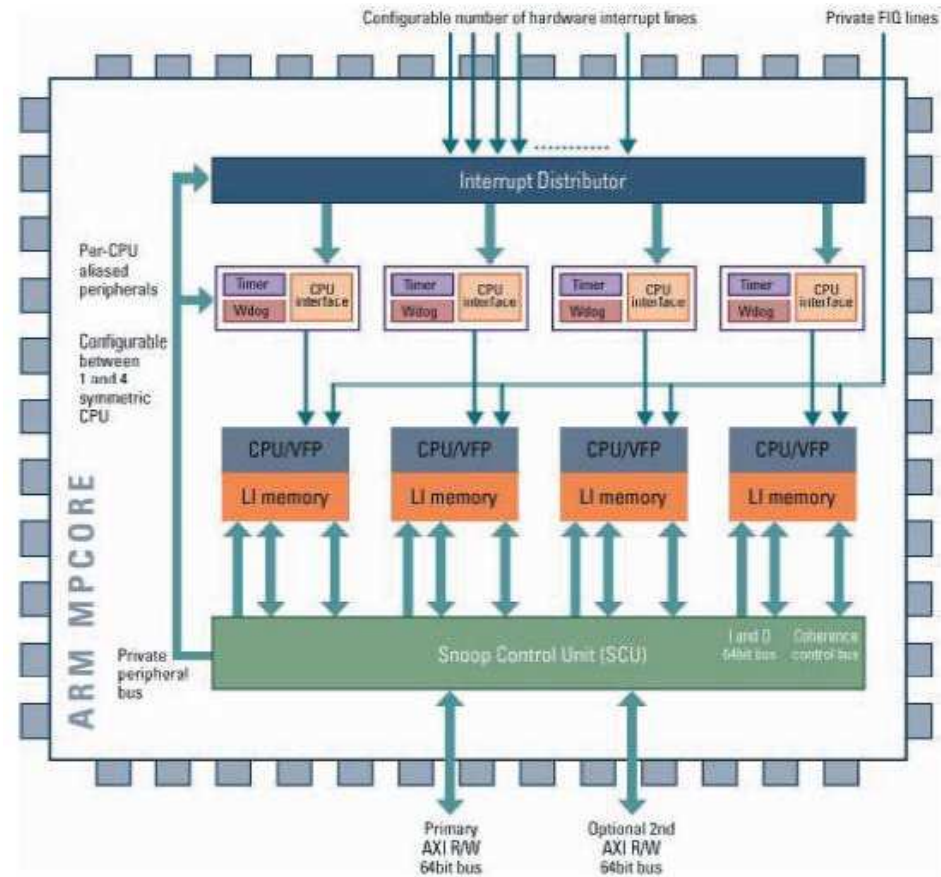 Configurable number of hardware interrupt lines
Private FIQ lines
Interrupt Distributor
Per-CPU
aliased
peripherals
Timer
Wdog
CPU
interface
Timer
Wdog
CPU
interface
Timer
Wdog
CPU
interface
Timer
Wdog
CPU
interface
Configurable
between
1 and 4
symmetric
CPU
CPU/VFP
LI memory
CPU/VFP
LI memory
CPU/VFP
LI memory
CPU/VFP
LI memory
ARM MPCORE
Private
peripheral
bus
Snoop Control Unit (SCU)
I and D
64bit bus
Coherence
control bus
Primary
AXI R/W
64bit bus
Optional 2nd
AXI R/W
64bit bus